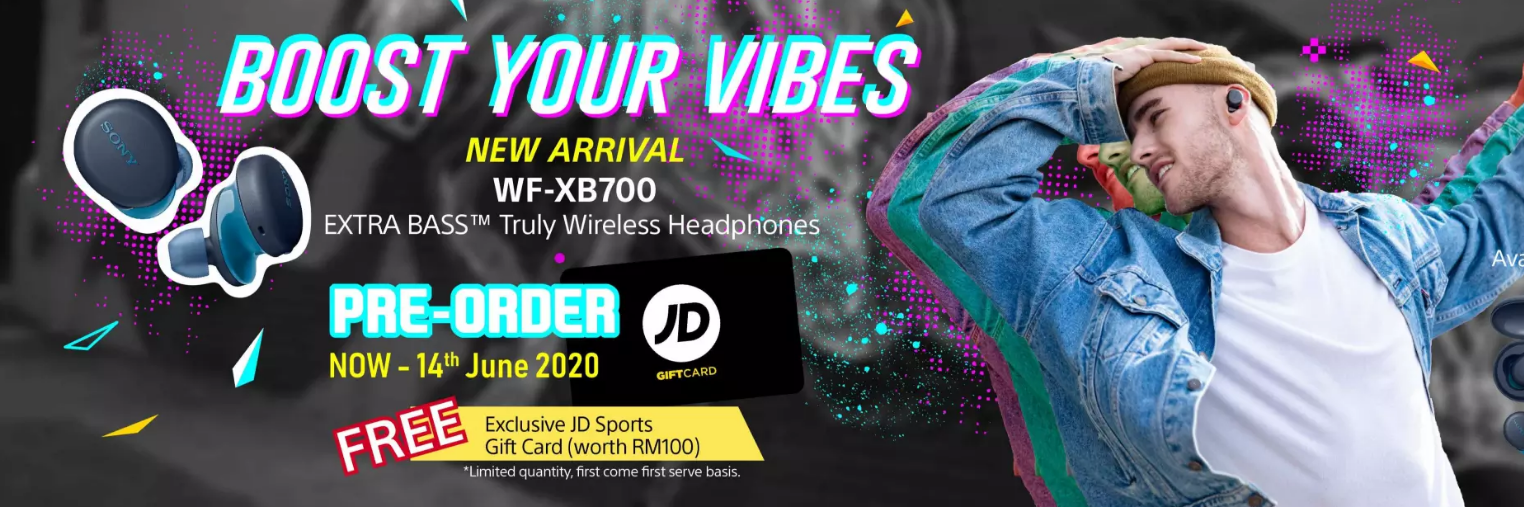 BOOST YOUR VIBES
SONY
SONY
NEW ARRIVAL
WF-XB700
EXTRA BASS™ Truly Wireless Headphones
PRE-ORDER
NOW - 14th June 2020
JD
GIFTCARD
FREE
Exclusive JD Sports
Gift Card (worth RM100)
*Limited quantity, first come first serve basis.